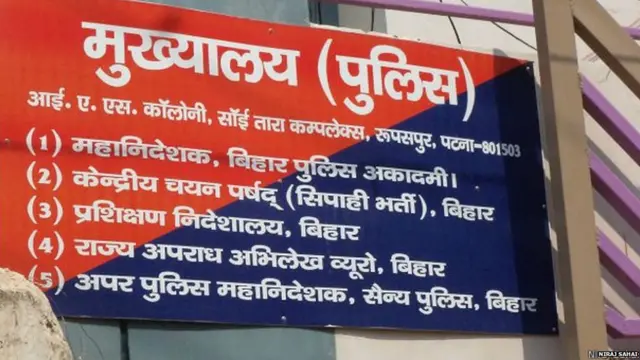 मुख्यालय (पुलिस)
आई. ए. एस. कॉलोनी, सॉई तारा कम्पलेक्स, रूपसपुर, पटना-801503
(1) महानिदेशक, बिहार पुलिस अकादमी।
(2) केन्द्रीय चयन पर्षद् (सिपाही भर्ती), बिहार
(3) प्रशिक्षण निदेशालय, बिहार
(4) राज्य अपराध अभिलेख व्यूरो, बिहार
(5) अपर पुलिस महानिदेशक, सैन्य पुलिस, बिहार
NIRAJ SAHAI